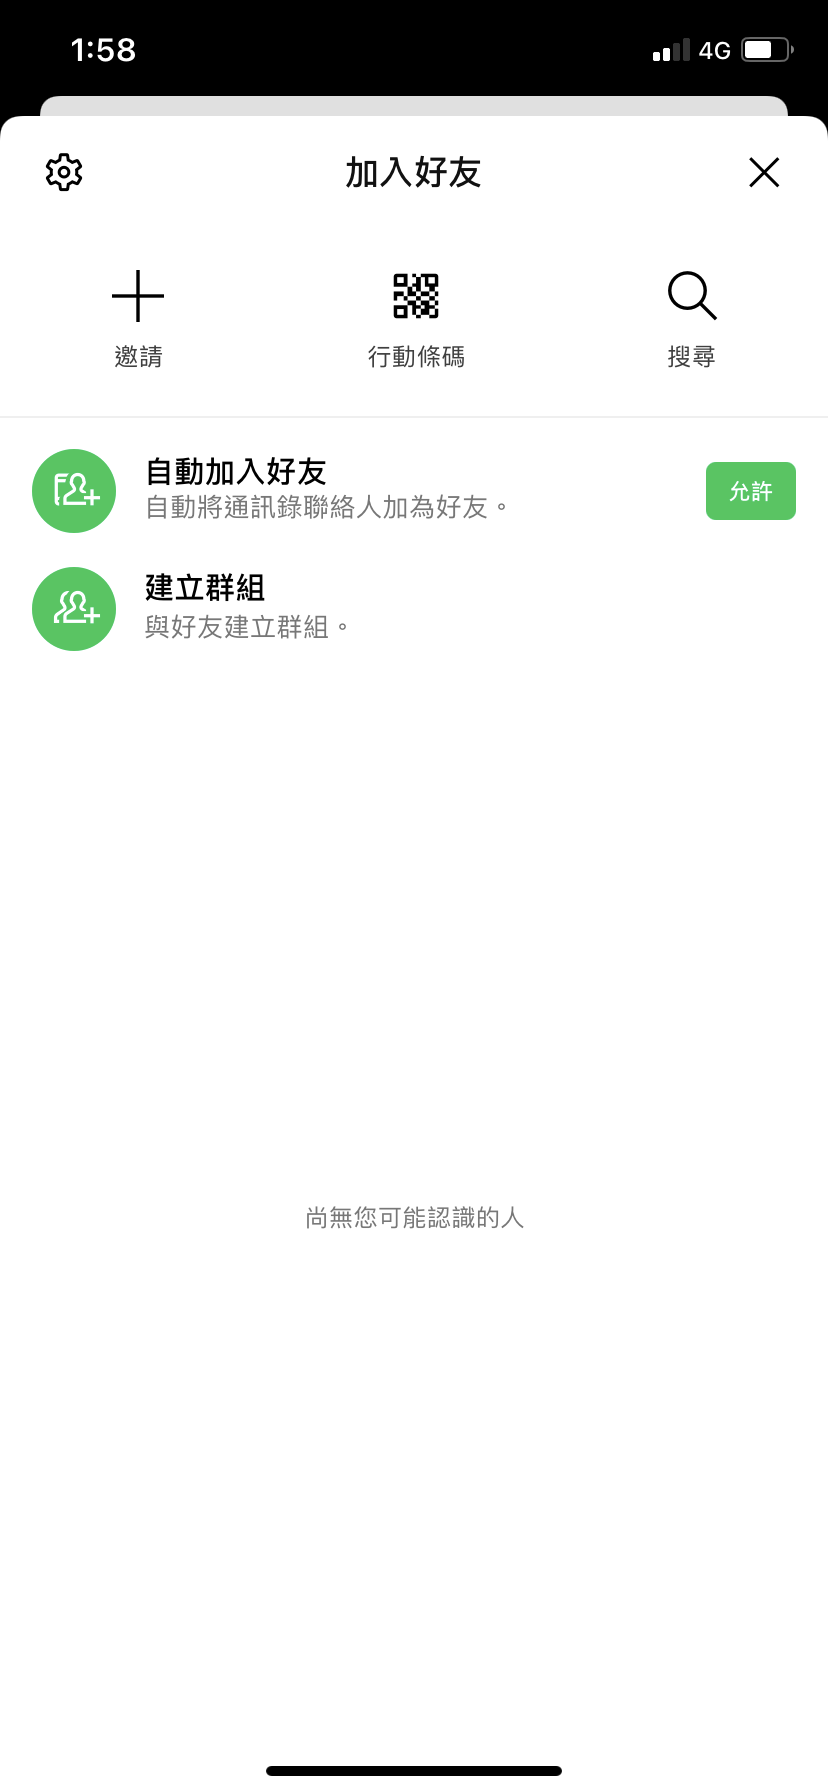 1:58
4G
加入好友
邀請
行動條碼
搜尋
自動加入好友
自動將通訊錄聯絡人加為好友。
允許
建立群組
與好友建立群組。
尚無您可能認識的人